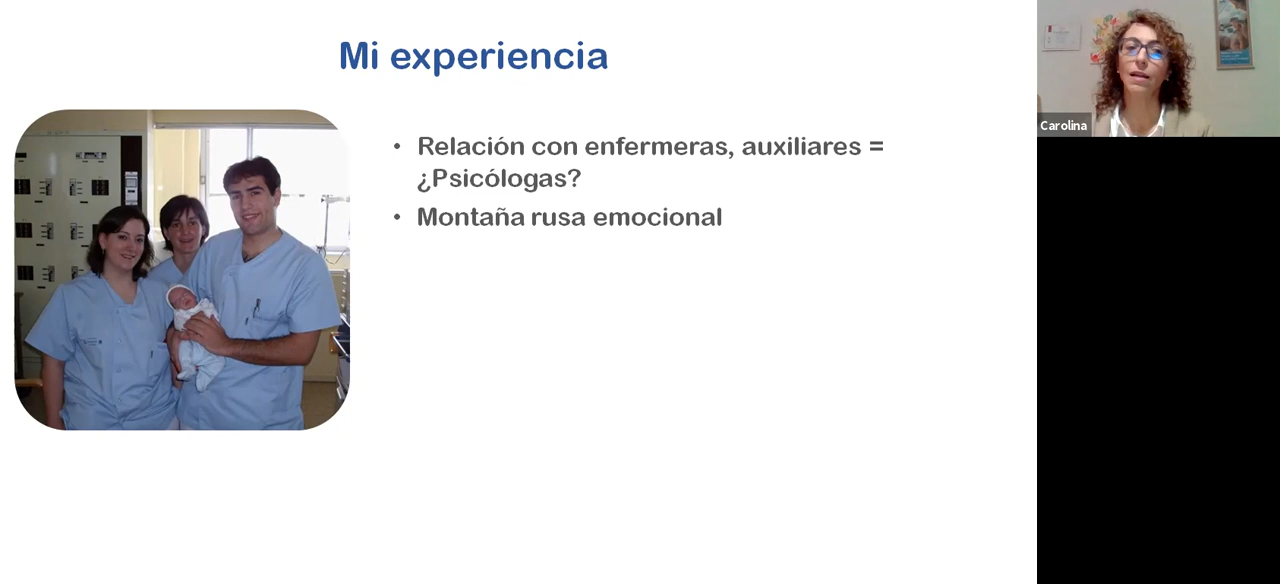 Mi experiencia
• Relación con enfermeras, auxiliares =
¿Psicólogas?
• Montaña rusa emocional
Carolina